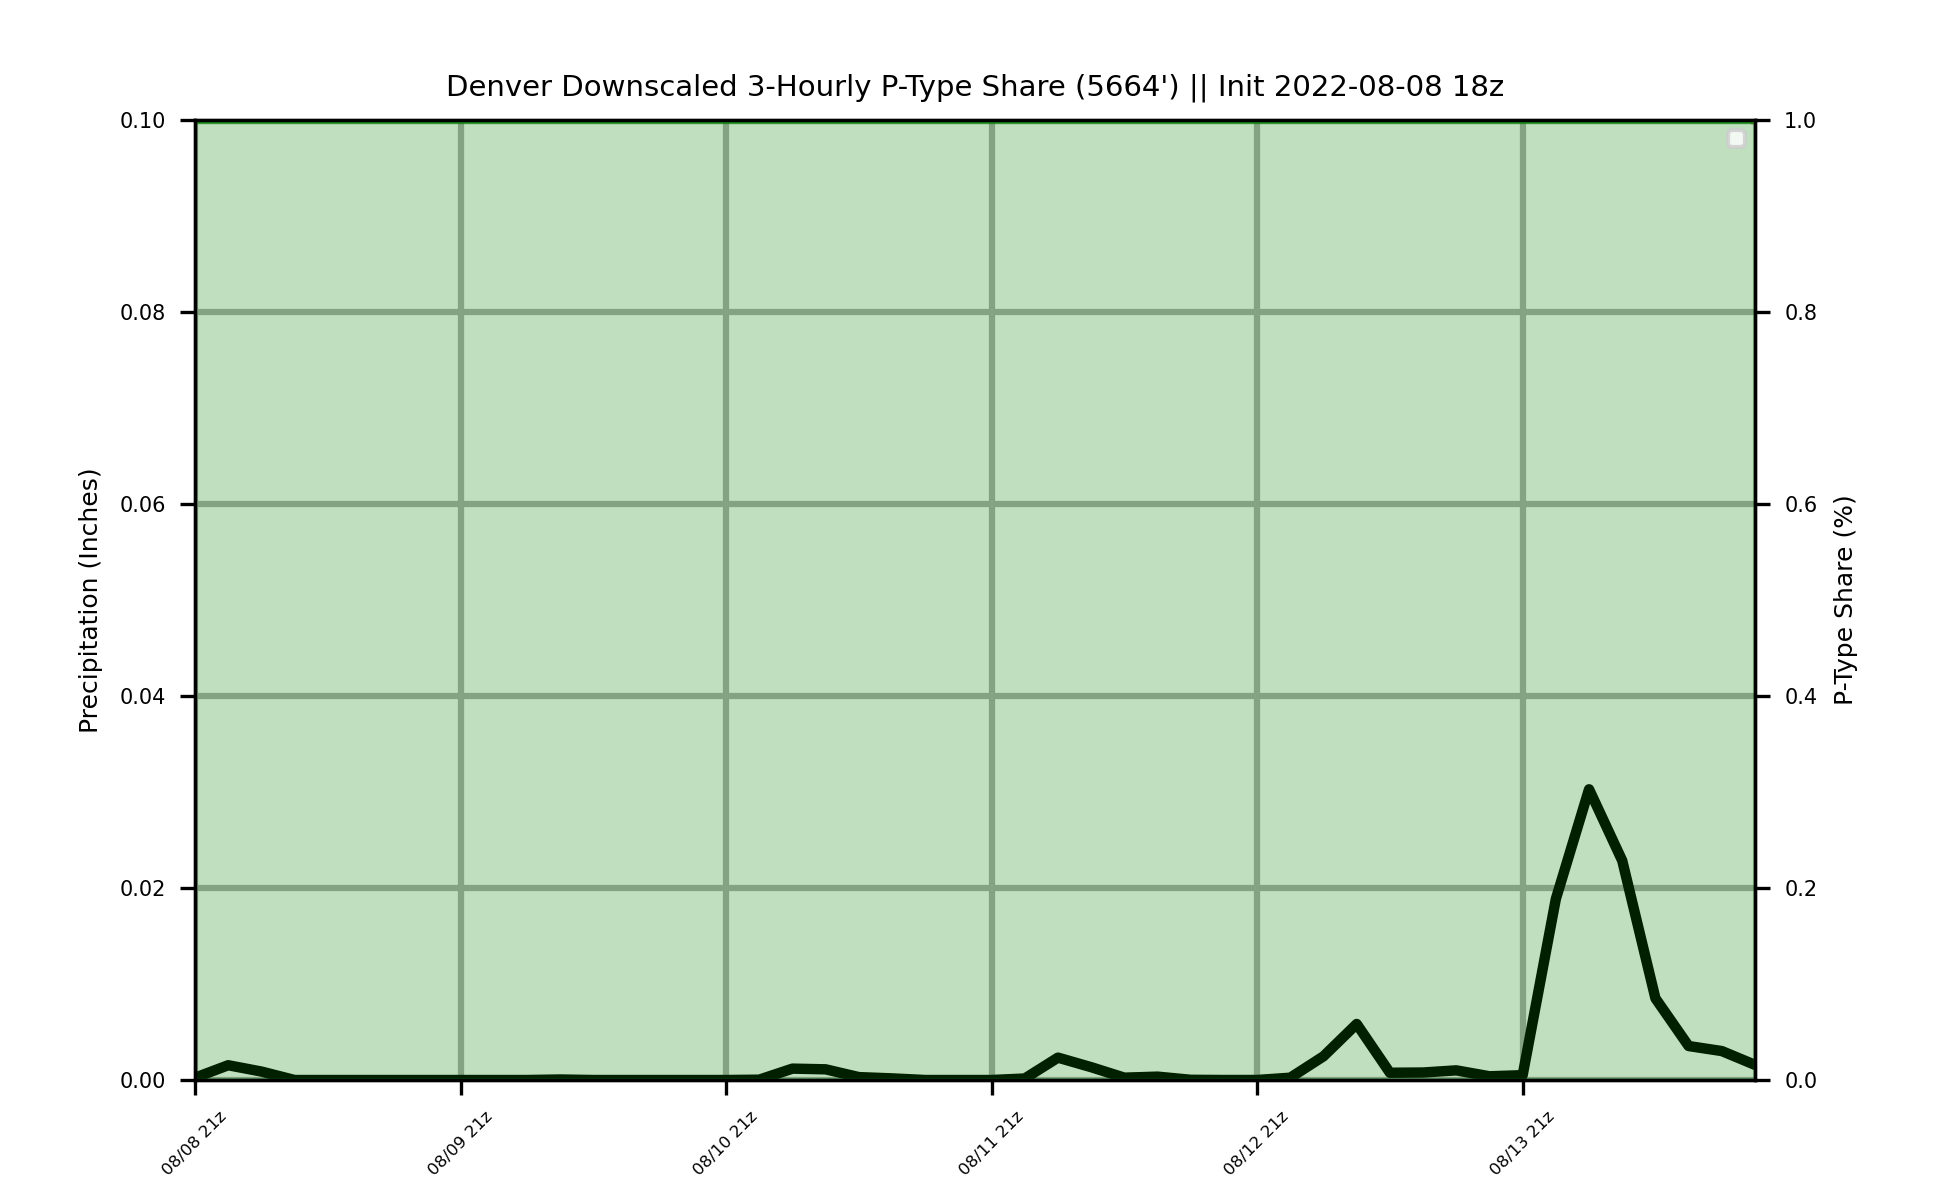 Denver Downscaled 3-Hourly P-Type Share (5664') || Init 2022-08-08 18z
Precipitation (Inches)
0.10
0.08
0.06
0.04
0.02
0.00
1.0
0.8
0.6
0.4
0.2
0.0
P-Type Share (%)
08/08 21z
08/09 21z
08/10 21z
08/11 21z
08/12 21z
08/13 21z